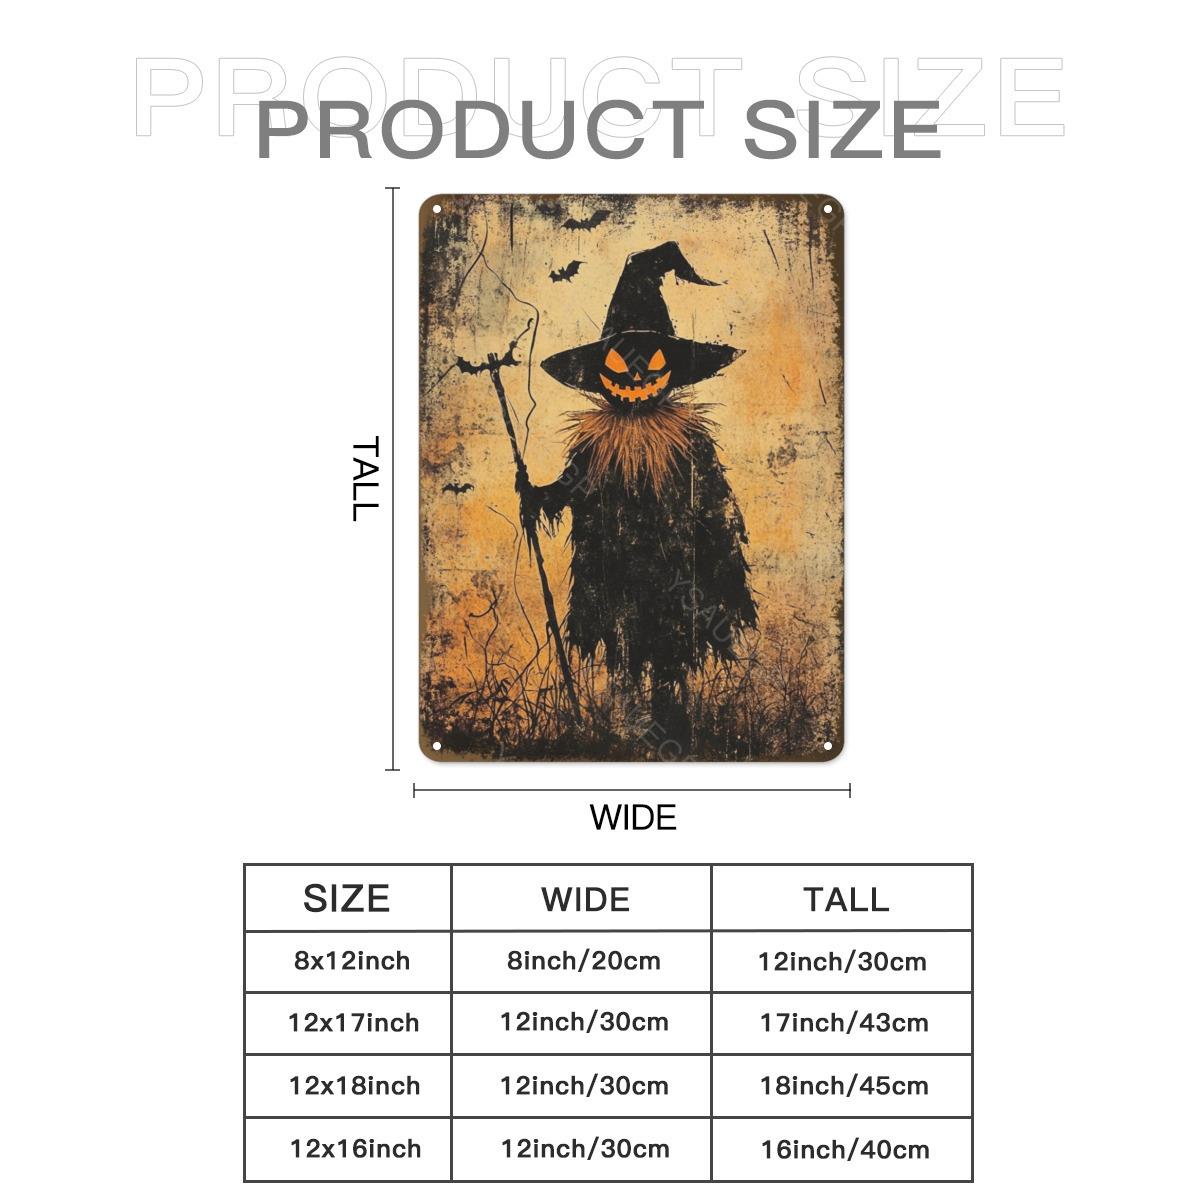 PRODUCT SIZE
PRODUCT SIZE
TALL
WIDE
SIZE WIDE TALL
8x12inch 8inch/20cm 12inch/30cm
12x17inch 12inch/30cm 17inch/43cm
12x18inch 12inch/30cm 18inch/45cm
12x16inch 12inch/30cm 16inch/40cm